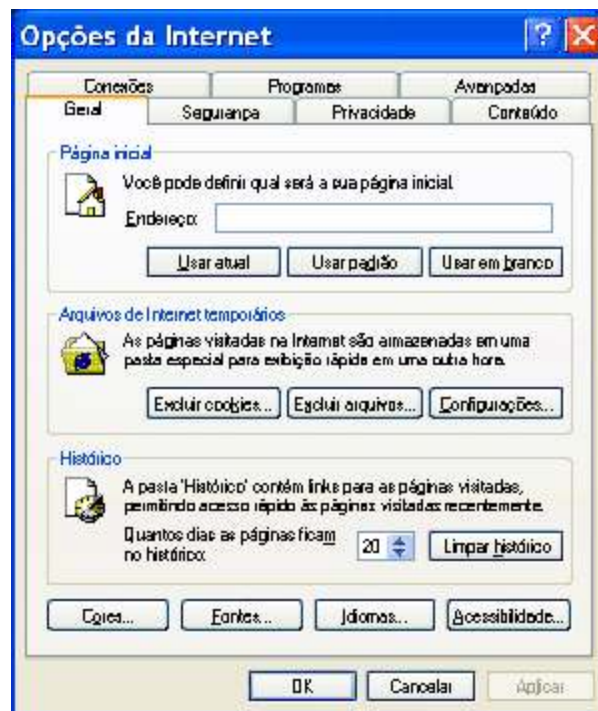 Opções da Internet
Conexões Programas Avançadas
Geral Segurança Privacidade Conteúdo
Página inicial
Você pode definir qual será a sua página inicial.
Endereço:
Usar atual Usar padrão Usar em branco
Arquivos de Internet temporários
As páginas visitadas na Internet são armazenadas em uma
pasta especial para exibição rápida em uma outra hora.
Excluir cookies... Excluir arquivos... Configurações...
Histórico
A pasta 'Histórico' contém links para as páginas visitadas,
permitindo acesso rápido às páginas visitadas recentemente.
Quantos dias as páginas ficam
no histórico: 20 Limpar histórico
Cores... Fontes... Idiomas... Acessibilidade...
OK Cancelar Aplicar